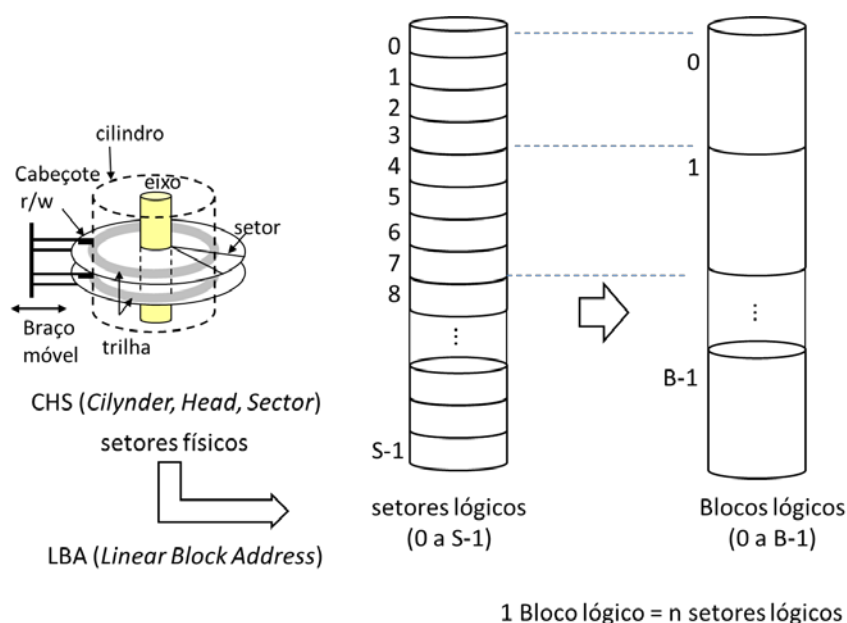 cilindro
Cabeçote
r/w
eixo
setor
Braço
móvel
trilha
CHS (Cilynder, Head, Sector)
setores físicos
LBA (Linear Block Address)
0
1
2
3
4
5
6
7
8
...
S-1
setores lógicos
(0 a S-1)
0
1
...
B-1
Blocos lógicos
(0 a B-1)
1 Bloco lógico = n setores lógicos